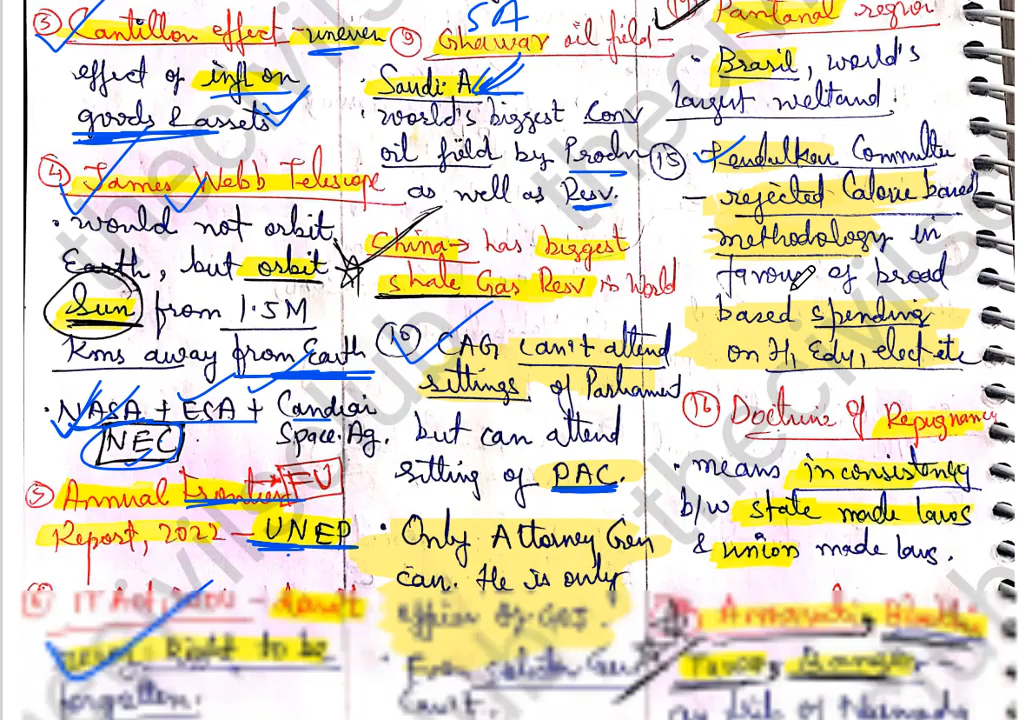 ③ Cantillon effect - uneven
effect of infl on
goods & assets
④ James Webb Telescope
• would not orbit
Earth, but orbit
Sun from 1.5M
Kms away from Earth
• NASA + ESA + Candian
Space Ag.
NEC
EU
⑤ Annual Frontiers
Report, 2022 - UNEP
Right to be
forgotten.
SA
⑨ Ghawar oil field -
• Saudi A
• world's biggest Conv
oil field by Prodn
as well as Resv.
China → has biggest
shale Gas Resv in World
⑩ CAG can't attend
sittings of Parliament
but can attend
sitting of PAC.
• Only Attorney Gen
can. He is only
Pantanal region
• Brasil, world's
largest wetland.
⑮ Tendulkar Committee
- rejected Calorie based
methodology in
favour of broad
based spending
on H, Edu, elect etc
⑯ Doctrine of Repugnancy
• means inconsistency
b/w state made laws
& union made laws.
thecivilsclub